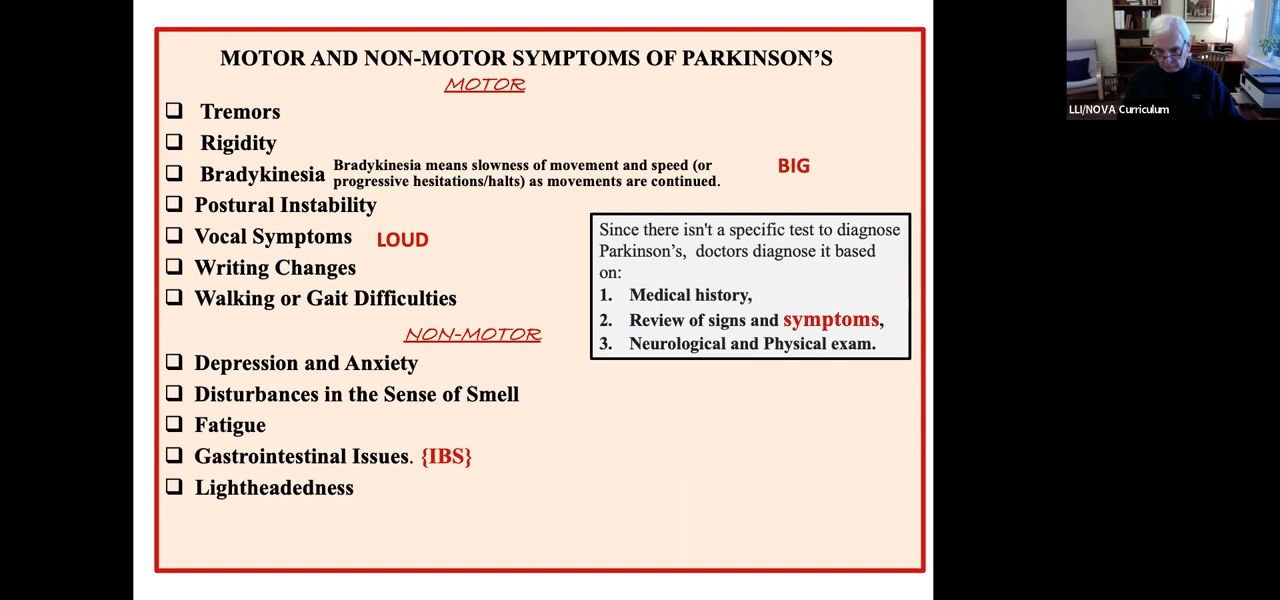 MOTOR AND NON-MOTOR SYMPTOMS OF PARKINSON'S
MOTOR
Tremors
Rigidity
Bradykinesia Bradykinesia means slowness of movement and speed (or
progressive hesitations/halts) as movements are continued.
BIG
Postural Instability
Vocal Symptoms LOUD
Writing Changes
Walking or Gait Difficulties
Since there isn't a specific test to diagnose
Parkinson's, doctors diagnose it based
on:
1. Medical history,
2. Review of signs and symptoms,
3. Neurological and Physical exam.
NON-MOTOR
Depression and Anxiety
Disturbances in the Sense of Smell
Fatigue
Gastrointestinal Issues. {IBS}
Lightheadedness
LLI/NOVA Curriculum